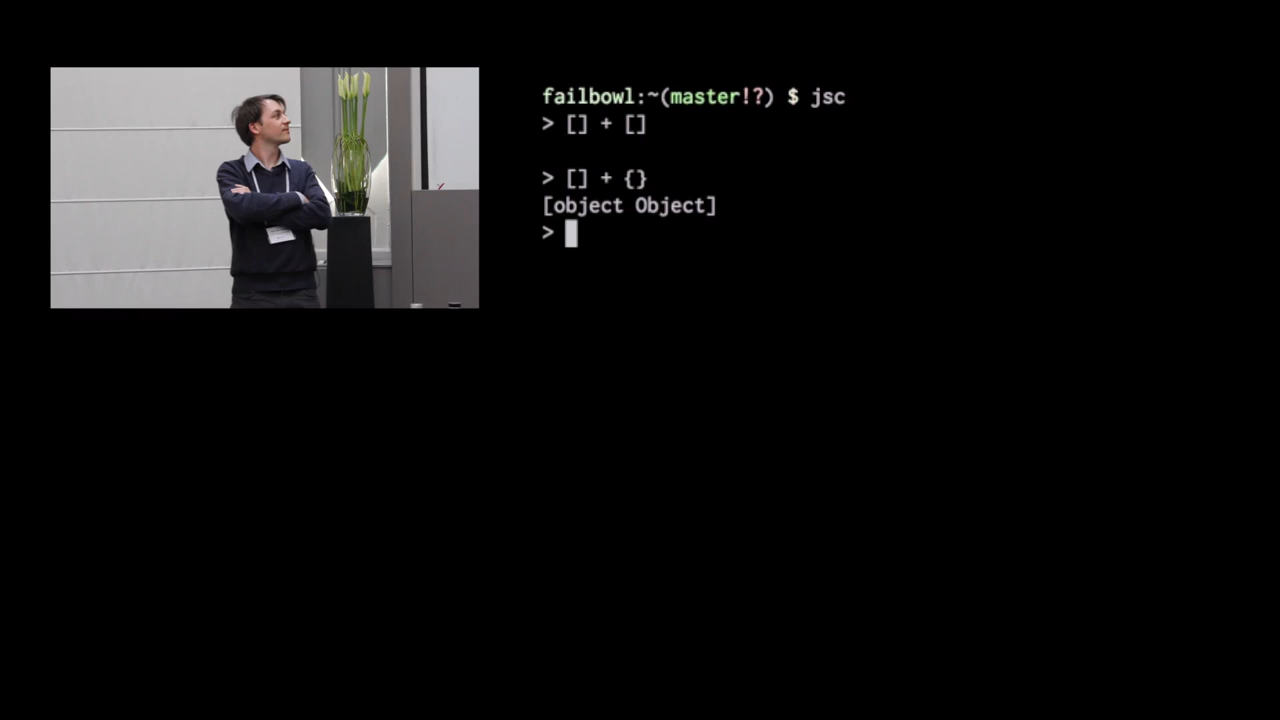 failbowl:~(master!?) $ jsc
> [] + []
> [] + {}
[object Object]
>